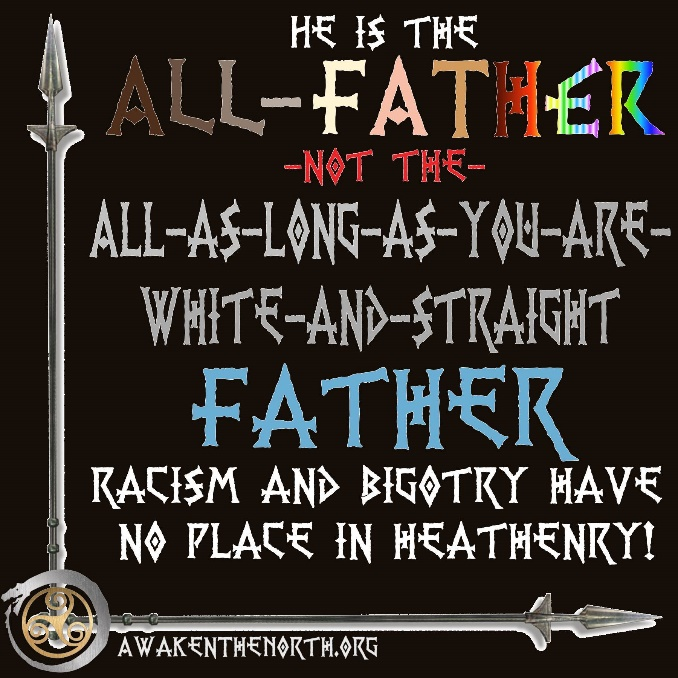 HE IS THE
ALL-FATHER
-NOT THE-
ALL-AS-LONG-AS-YOU-ARE-
WHITE-AND-STRAIGHT
FATHER
RACISM AND BIGOTRY HAVE
NO PLACE IN HEATHENRY!
AWAKENTHENORTH.ORG